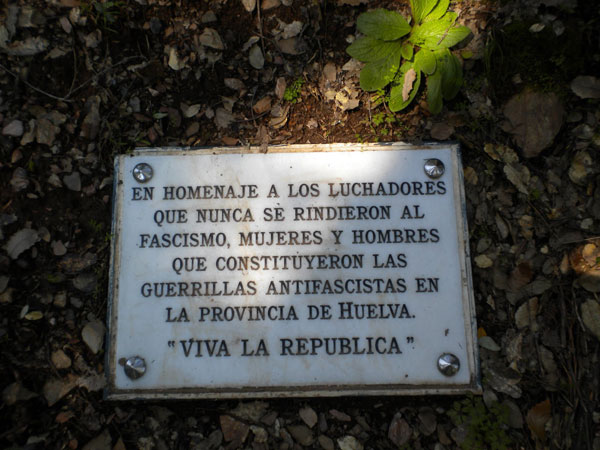 EN HOMENAJE A LOS LUCHADORES
QUE NUNCA SE RINDIERON AL
FASCISMO, MUJERES Y HOMBRES
QUE CONSTITUYERON LAS
GUERRILLAS ANTIFASCISTAS EN
LA PROVINCIA DE HUELVA.
"VIVA LA REPUBLICA"